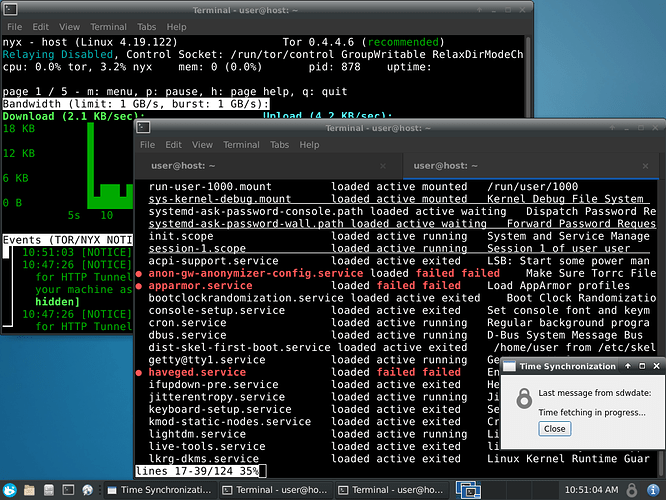 Terminal - user@host: ~
File Edit View Terminal Tabs Help
nyx - host (Linux 4.19.122) Tor 0.4.4.6 (recommended)
Relaying Disabled, Control Socket: /run/tor/control GroupWritable RelaxDirModeCh
cpu: 0.0% tor, 3.2% nyx mem: 0 (0.0%) pid: 878 uptime:
page 1 / 5 - m: menu, p: pause, h: page help, q: quit
Bandwidth (limit: 1 GB/s, burst: 1 GB/s):
Download (2.1 KB/sec): Upload (4.2 KB/sec):
18 KB
12 KB
6 KB
0 B
5s 10
Events (TOR/NYX NOTI
10:51:03 [NOTICE]
10:47:26 [NOTICE]
for HTTP Tunnel
your machine as
hidden]
10:47:26 [NOTICE]
for HTTP Tunnel
Terminal - user@host: ~
File Edit View Terminal Tabs Help
user@host: ~ user@host: ~
run-user-1000.mount loaded active mounted /run/user/1000
sys-kernel-debug.mount loaded active mounted Kernel Debug File System
systemd-ask-password-console.path loaded active waiting Dispatch Password Re
systemd-ask-password-wall.path loaded active waiting Forward Password Reques
init.scope loaded active running System and Service Manage
session-1.scope loaded active running Session 1 of user user
acpi-support.service loaded active exited LSB: Start some power man
● anon-gw-anonymizer-config.service loaded failed failed Make Sure Torrc File
● apparmor.service loaded failed failed Load AppArmor profiles
bootclockrandomization.service loaded active exited Boot Clock Randomizatio
console-setup.service loaded active exited Set console font and keym
cron.service loaded active running Regular background progra
dbus.service loaded active running D-Bus System Message Bus
dist-skel-first-boot.service loaded active exited /home/user from /etc/skel
getty@tty1.service loaded active running Ge
● haveged.service loaded failed failed En
ifupdown-pre.service loaded active exited He
jitterentropy.service loaded active running Ji
keyboard-setup.service loaded active exited Se
kmod-static-nodes.service loaded active exited Cr
lightdm.service loaded active running Li
live-tools.service loaded active exited
lkrg-dkms.service loaded active exited Linux Kernel Runtime Guar
lines 17-39/124 35%
Time Synchronization
Last message from sdwdate:
Time fetching in progress...
Close
Time Synchronizatio... Terminal - user@ho... Terminal - user@ho... 10:51:04 AM